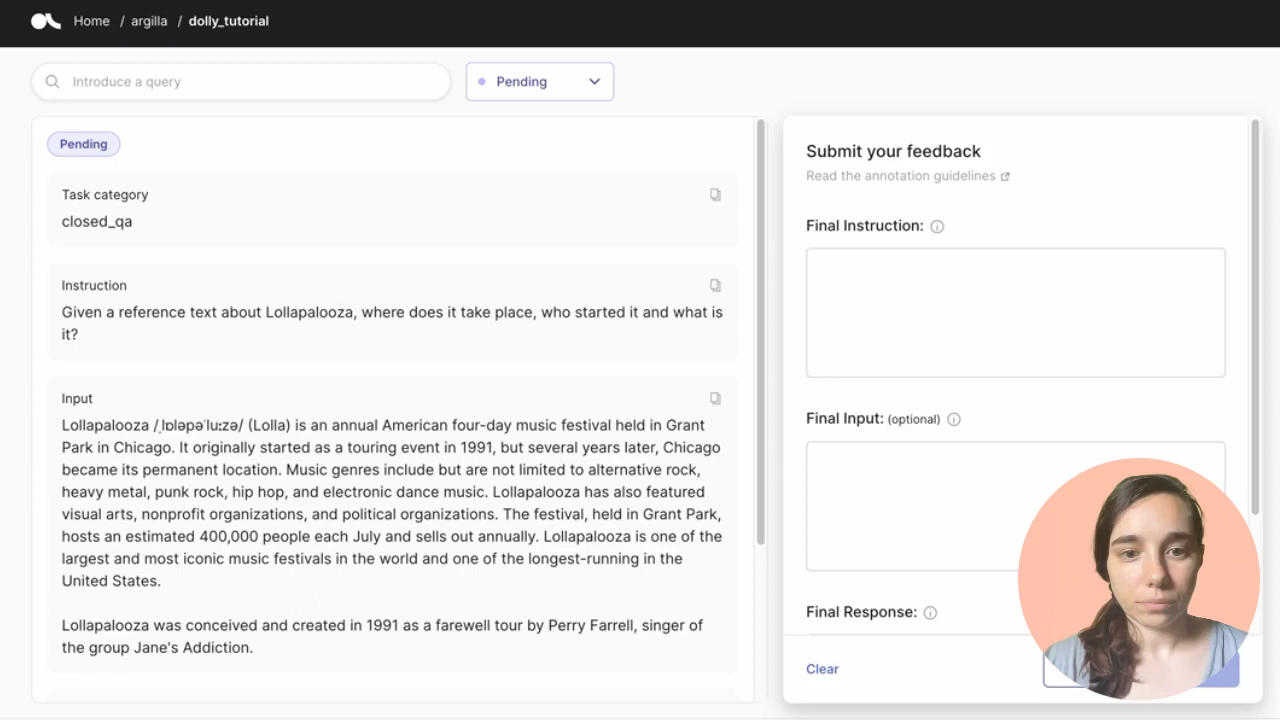 Home / argilla / dolly_tutorial
Introduce a query
Pending
Pending
Task category
closed_qa
Instruction
Given a reference text about Lollapalooza, where does it take place, who started it and what is
it?
Input
Lollapalooza /ˌlɒləpəˈluːzə/ (Lolla) is an annual American four-day music festival held in Grant
Park in Chicago. It originally started as a touring event in 1991, but several years later, Chicago
became its permanent location. Music genres include but are not limited to alternative rock,
heavy metal, punk rock, hip hop, and electronic dance music. Lollapalooza has also featured
visual arts, nonprofit organizations, and political organizations. The festival, held in Grant Park,
hosts an estimated 400,000 people each July and sells out annually. Lollapalooza is one of the
largest and most iconic music festivals in the world and one of the longest-running in the
United States.
Lollapalooza was conceived and created in 1991 as a farewell tour by Perry Farrell, singer of
the group Jane's Addiction.
Submit your feedback
Read the annotation guidelines
Final Instruction:
Final Input: (optional)
Final Response:
Clear